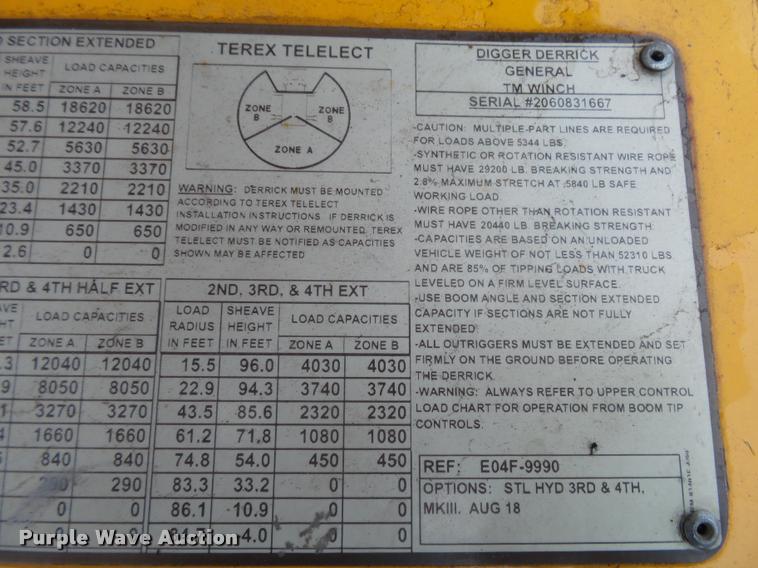 D SECTION EXTENDED
SHEAVE
HEIGHT
IN FEET
LOAD CAPACITIES
ZONE A ZONE B
58.5 18620 18620
57.6 12240 12240
52.7 5630 5630
45.0 3370 3370
35.0 2210 2210
23.4 1430 1430
10.9 650 650
2.6 0 0
RD & 4TH HALF EXT
EAVE
HT
EET
LOAD CAPACITIES
ZONE A ZONE B
.3 12040 12040
.9 8050 8050
.1 3270 3270
1660 1660
840 840
290 290
0 0
0 0
TEREX TELELECT
ZONE
B
ZONE
B
ZONE A
WARNING: DERRICK MUST BE MOUNTED
ACCORDING TO TEREX TELELECT
INSTALLATION INSTRUCTIONS. IF DERRICK IS
MODIFIED IN ANY WAY OR REMOUNTED, TEREX
TELELECT MUST BE NOTIFIED AS CAPACITIES
SHOWN MAY BE AFFECTED
2ND, 3RD, & 4TH EXT
LOAD
RADIUS
IN FEET
SHEAVE
HEIGHT
IN FEET
LOAD CAPACITIES
ZONE A ZONE B
15.5 96.0 4030 4030
22.9 94.3 3740 3740
43.5 85.6 2320 2320
61.2 71.8 1080 1080
74.8 54.0 450 450
83.3 33.2 0 0
86.1 10.9 0 0
-4.0 0 0
DIGGER DERRICK
GENERAL
TM WINCH
SERIAL #2060831667
-CAUTION: MULTIPLE-PART LINES ARE REQUIRED
FOR LOADS ABOVE 5344 LBS.
-SYNTHETIC OR ROTATION RESISTANT WIRE ROPE
MUST HAVE 29200 LB. BREAKING STRENGTH AND
2.8% MAXIMUM STRETCH AT 5840 LB SAFE
WORKING LOAD.
-WIRE ROPE OTHER THAN ROTATION RESISTANT
MUST HAVE 20440 LB. BREAKING STRENGTH.
-CAPACITIES ARE BASED ON AN UNLOADED
VEHICLE WEIGHT OF NOT LESS THAN 52310 LBS
AND ARE 85% OF TIPPING LOADS WITH TRUCK
LEVELED ON A FIRM LEVEL SURFACE.
-USE BOOM ANGLE AND SECTION EXTENDED
CAPACITY IF SECTIONS ARE NOT FULLY
EXTENDED.
-ALL OUTRIGGERS MUST BE EXTENDED AND SET
FIRMLY ON THE GROUND BEFORE OPERATING
THE DERRICK.
-WARNING: ALWAYS REFER TO UPPER CONTROL
LOAD CHART FOR OPERATION FROM BOOM TIP
CONTROLS.
REF: E04F-9990
OPTIONS: STL HYD 3RD & 4TH,
MKIII. AUG 18
Purple Wave Auction